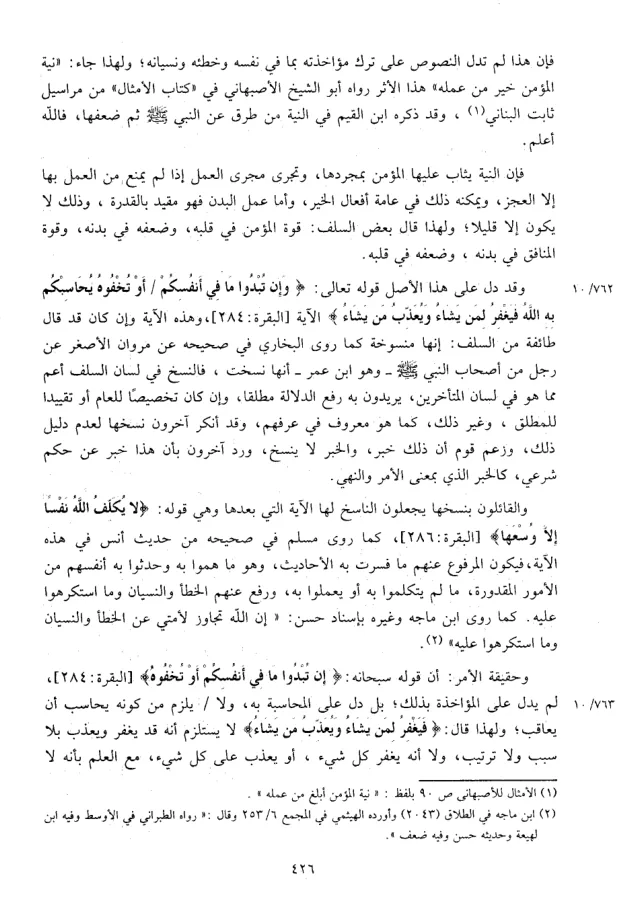 فإن هذا لم تدل النصوص على ترك مؤاخذته بما في نفسه وخطئه ونسيانه؛ ولهذا جاء: «نية
المؤمن خير من عمله» هذا الأثر رواه أبو الشيخ الأصبهاني في «كتاب الأمثال» من مراسيل
ثابت البناني(١) ، وقد ذكره ابن القيم في النية من طرق عن النبي ﷺ ثم ضعفها، فالله
أعلم.
فإن النية يثاب عليها المؤمن بمجردها، وتجرى مجرى العمل إذا لم يمنع من العمل بها
إلا العجز، ويمكنه ذلك في عامة أفعال الخير، وأما عمل البدن فهو مقيد بالقدرة ، وذلك لا
يكون إلا قليلا؛ ولهذا قال بعض السلف: قوة المؤمن في قلبه، وضعفه في بدنه، وقوة
المنافق في بدنه ، وضعفه في قلبه.
١٠/٧٦٢ وقد دل على هذا الأصل قوله تعالى: ﴿ وَإِن تُبْدُوا مَا فِي أَنفُسِكُمْ / أَوْ تُخْفُوهُ يُحَاسِبْكُم
بِهِ اللَّهُ فَيَغْفِرُ لِمَن يَشَاءُ وَيُعَذِّبُ مَن يَشَاءُ ﴾ الآية [البقرة:٢٨٤]،وهذه الآية وإن كان قد قال
طائفة من السلف: إنها منسوخة كما روى البخاري في صحيحه عن مروان الأصغر عن
رجل من أصحاب النبي ﷺ ـ وهو ابن عمر ـ أنها نسخت ، فالنسخ في لسان السلف أعم
مما هو في لسان المتأخرين، يريدون به رفع الدلالة مطلقا، وإن كان تخصيصًا للعام أو تقييدا
للمطلق ، وغير ذلك، كما هو معروف في عرفهم، وقد أنكر آخرون نسخها لعدم دليل
ذلك، وزعم قوم أن ذلك خبر، والخبر لا ينسخ، ورد آخرون بأن هذا خبر عن حكم
شرعي، كالخبر الذي بمعنى الأمر والنهي.
والقائلون بنسخها يجعلون الناسخ لها الآية التي بعدها وهي قوله: ﴿لا يُكَلِّفُ اللَّهُ نَفْسًا
إِلاَّ وُسْعَهَا﴾ [البقرة:٢٨٦]، كما روى مسلم في صحيحه من حديث أنس في هذه
الآية،فيكون المرفوع عنهم ما فسرت به الأحاديث، وهو ما هموا به وحدثوا به أنفسهم من
الأمور المقدورة، ما لم يتكلموا به أو يعملوا به، ورفع عنهم الخطأ والنسيان وما استكرهوا
عليه. كما روى ابن ماجه وغيره بإسناد حسن: « إن الله تجاوز لأمتي عن الخطأ والنسيان
وما استكرهوا عليه» (٢).
وحقيقة الأمر: أن قوله سبحانه: ﴿ إِن تُبْدُوا مَا فِي أَنفُسِكُمْ أَوْ تُخْفُوهُ﴾ [البقرة:٢٨٤]،
١٠/٧٦٣ لم يدل على المؤاخذة بذلك؛ بل دل على المحاسبة به، ولا / يلزم من كونه يحاسب أن
يعاقب؛ ولهذا قال: ﴿ فَيَغْفِرُ لِمَن يَشَاءُ وَيُعَذِّبُ مَن يَشَاءُ﴾ لا يستلزم أنه قد يغفر ويعذب بلا
سبب ولا ترتيب، ولا أنه يغفر كل شيء ، أو يعذب على كل شيء، مع العلم بأنه لا
(١) الأمثال للأصبهانى ص ٩٠ بلفظ : « نية المؤمن أبلغ من عمله » .
(٢) ابن ماجه في الطلاق (٢٠٤٣) وأورده الهيثمي في المجمع ٦/ ٢٥٣ وقال :« رواه الطبراني في الأوسط وفيه ابن
لهيعة وحديثه حسن وفيه ضعف ».
٤٢٦